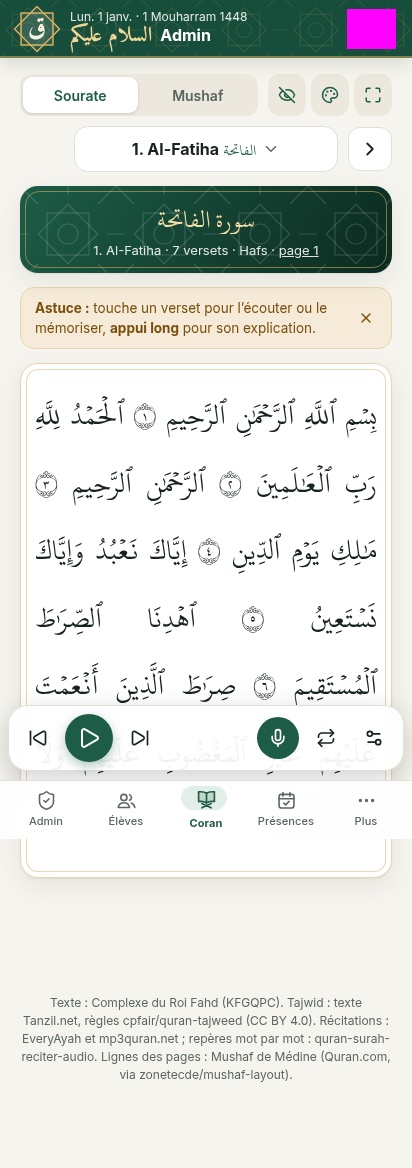 ق
Lun. 1 janv. · 1 Mouharram 1448
السلام عليكم Admin
Sourate
Mushaf
1. Al-Fatiha الفاتحة
سورة الفاتحة
1. Al-Fatiha · 7 versets · Hafs · page 1
Astuce : touche un verset pour l’écouter ou le
mémoriser, appui long pour son explication.
بِسْمِ ٱللَّهِ ٱلرَّحْمَٰنِ ٱلرَّحِيمِ ١ ٱلْحَمْدُ لِلَّهِ
رَبِّ ٱلْعَٰلَمِينَ ٢ ٱلرَّحْمَٰنِ ٱلرَّحِيمِ ٣
مَٰلِكِ يَوْمِ ٱلدِّينِ ٤ إِيَّاكَ نَعْبُدُ وَإِيَّاكَ
نَسْتَعِينُ ٥ ٱهْدِنَا ٱلصِّرَٰطَ
ٱلْمُسْتَقِيمَ ٦ صِرَٰطَ ٱلَّذِينَ أَنْعَمْتَ
Admin
Élèves
Coran
Présences
Plus
Texte : Complexe du Roi Fahd (KFGQPC). Tajwid : texte
Tanzil.net, règles cpfair/quran-tajweed (CC BY 4.0). Récitations :
EveryAyah et mp3quran.net ; repères mot par mot : quran-surah-
reciter-audio. Lignes des pages : Mushaf de Médine (Quran.com,
via zonetecde/mushaf-layout).